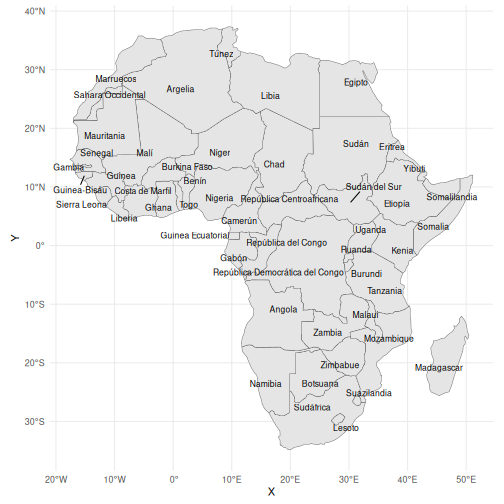 40°N
Túnez
Marruecos
Argelia
Egipto
Sahara Occidental
Libia
30°N
Mauritania
20°N
Sudán
Eritrea
Senegal
Malí
Níger
Gambia
Burkina Faso
Chad
Yibuti
Guinea
Benín
10°N
Guinea-Bisáu
Costa de Marfil
Sudán del Sur
Nigeria
República Centroafricana
Somalilandia
Sierra Leona
Ghana
Togo
Etiopía
Liberia
Camerún
Somalia
Guinea Ecuatorial
Uganda
Y
0°
República del Congo
Ruanda
Kenia
Gabón
República Democrática del Congo
Burundi
Tanzania
10°S
Angola
Malaui
Zambia
Mozambique
20°S
Zimbabue
Madagascar
Namibia
Botsuana
Suazilandia
Sudáfrica
30°S
Lesoto
20°W
10°W
0°
10°E
20°E
30°E
40°E
50°E
X